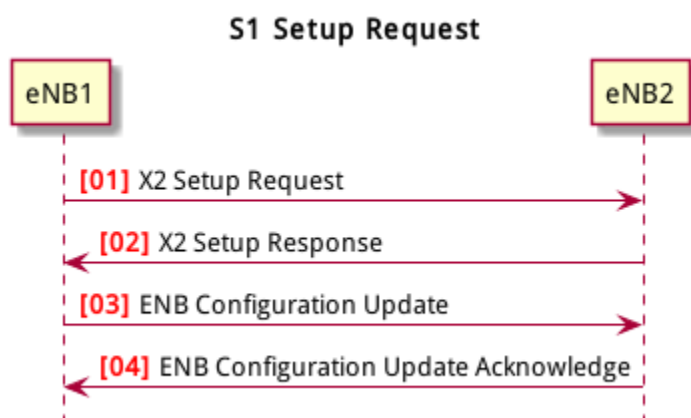 S1 Setup Request
eNB1
eNB2
[01] X2 Setup Request
[02] X2 Setup Response
[03] ENB Configuration Update
[04] ENB Configuration Update Acknowledge